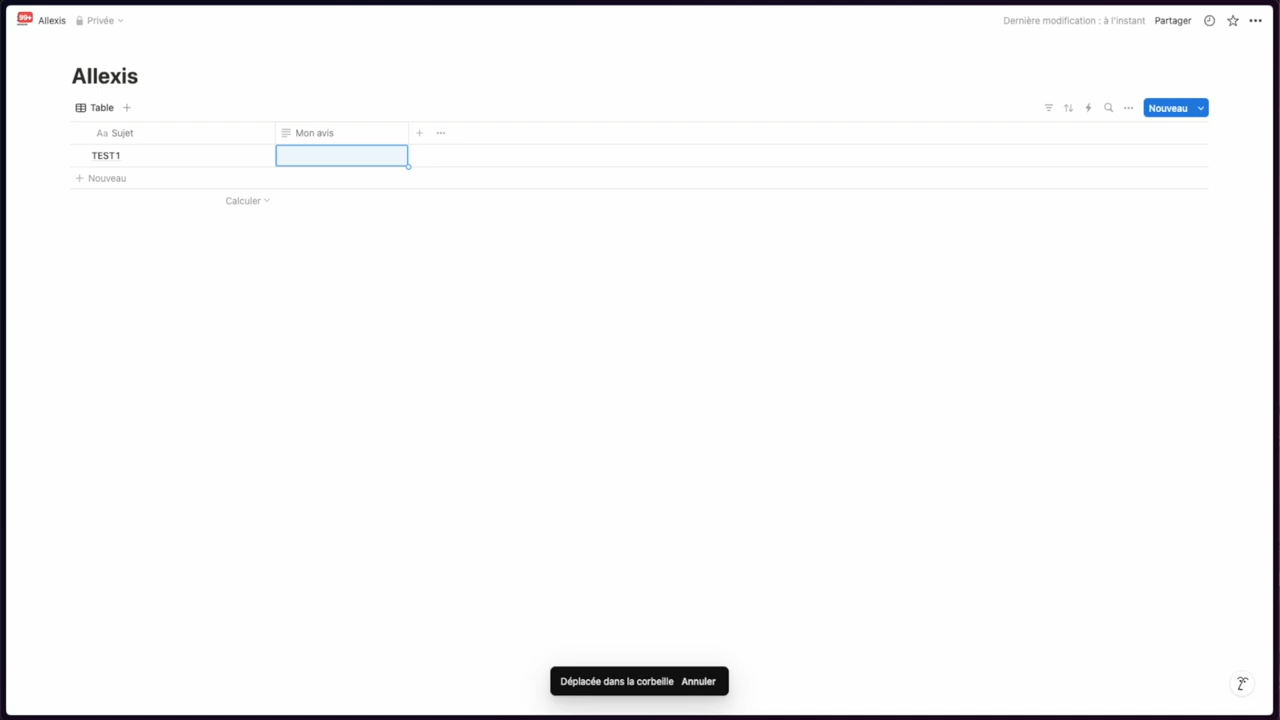 99+ Allexis Privée Dernière modification : à l'instant Partager
Allexis
Table Nouveau
Aa Sujet Mon avis
TEST1
Nouveau
Calculer
Déplacée dans la corbeille Annuler